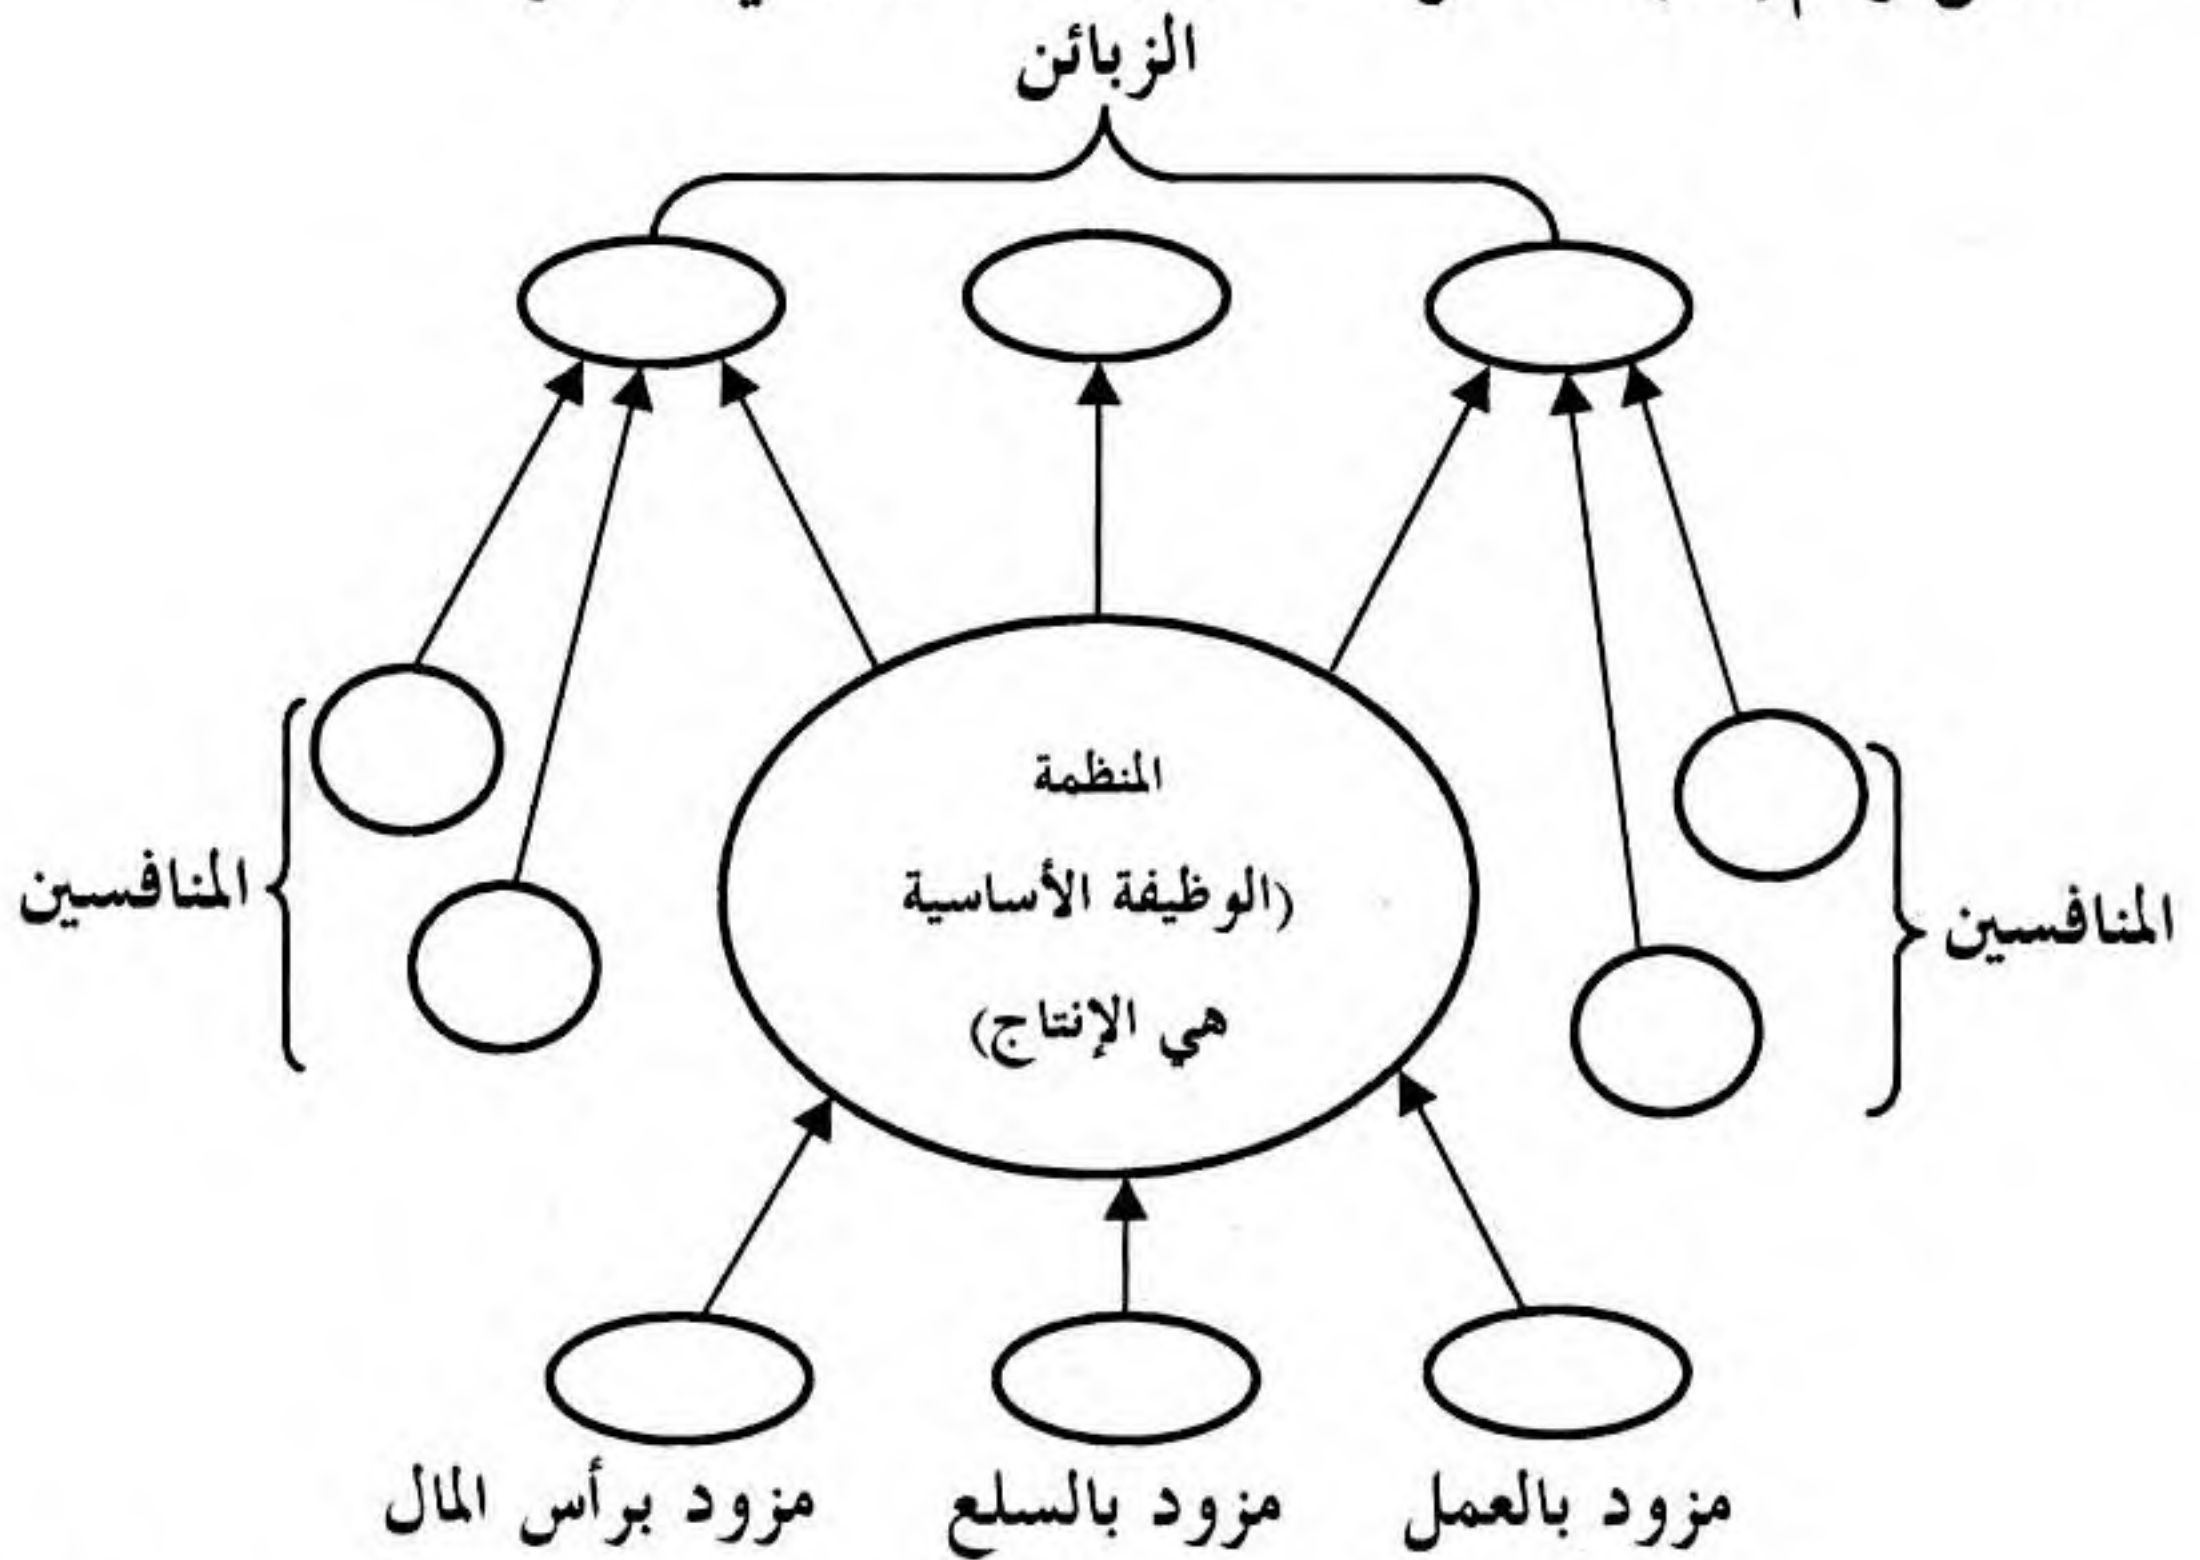 الزبائن
المنافسين
المنظمة
(الوظيفة الأساسية
هي الإنتاج)
المنافسين
مزود بالعمل
مزود بالسلع
مزود برأس المال